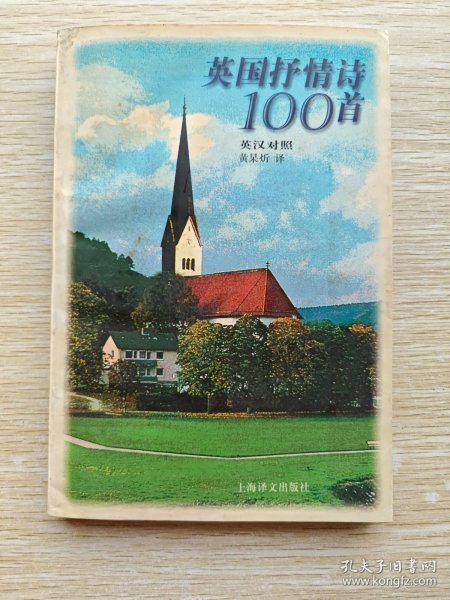 英国抒情诗
100首
英汉对照
黄杲炘 译
上海译文出版社
孔夫子旧书网
www.kongfz.com